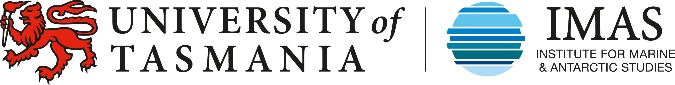 UNIVERSITY of
TASMANIA
IMAS
INSTITUTE FOR MARINE
& ANTARCTIC STUDIES